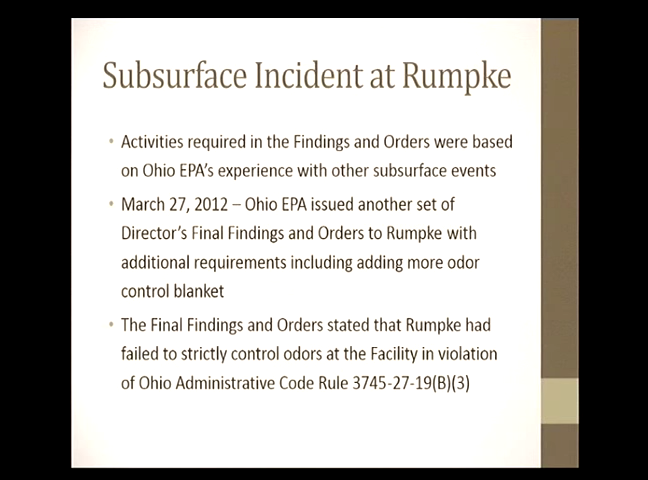 Subsurface Incident at Rumpke
• Activities required in the Findings and Orders were based
on Ohio EPA's experience with other subsurface events
• March 27, 2012 – Ohio EPA issued another set of
Director's Final Findings and Orders to Rumpke with
additional requirements including adding more odor
control blanket
• The Final Findings and Orders stated that Rumpke had
failed to strictly control odors at the Facility in violation
of Ohio Administrative Code Rule 3745-27-19(B)(3)